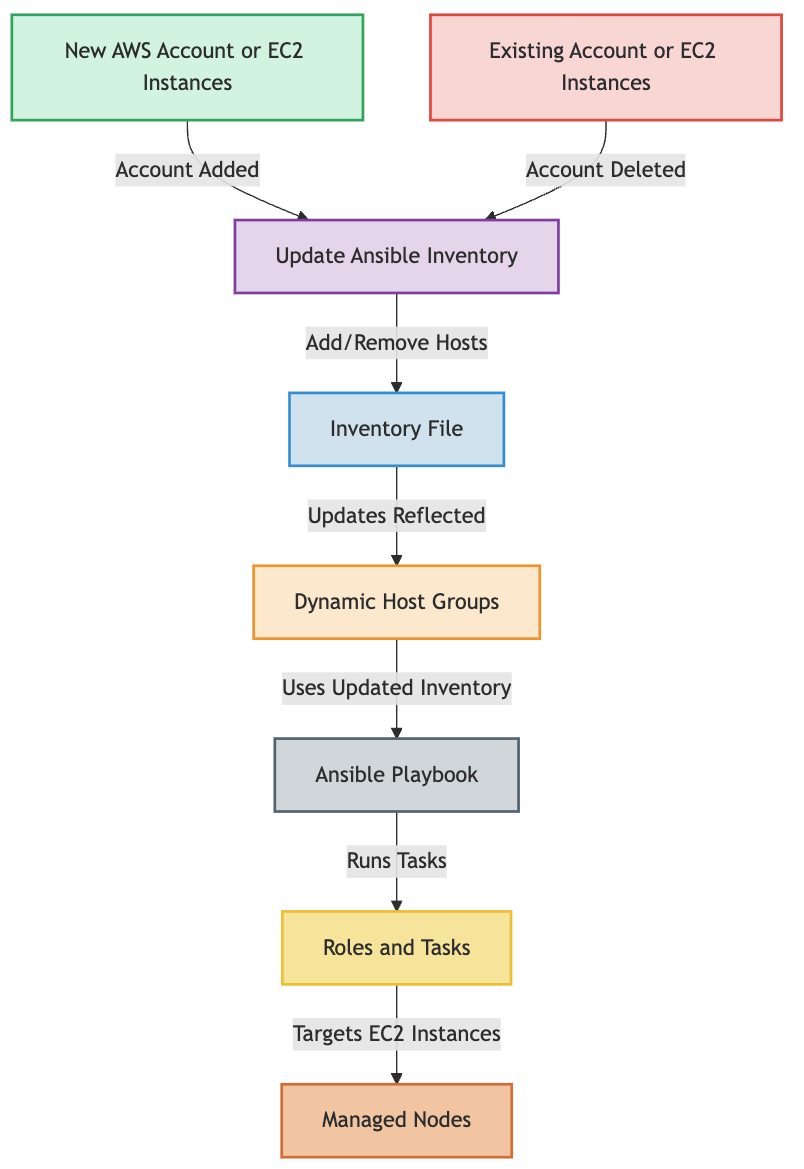 New AWS Account or EC2
Instances
Existing Account or EC2
Instances
Account Added
Account Deleted
Update Ansible Inventory
Add/Remove Hosts
Inventory File
Updates Reflected
Dynamic Host Groups
Uses Updated Inventory
Ansible Playbook
Runs Tasks
Roles and Tasks
Targets EC2 Instances
Managed Nodes